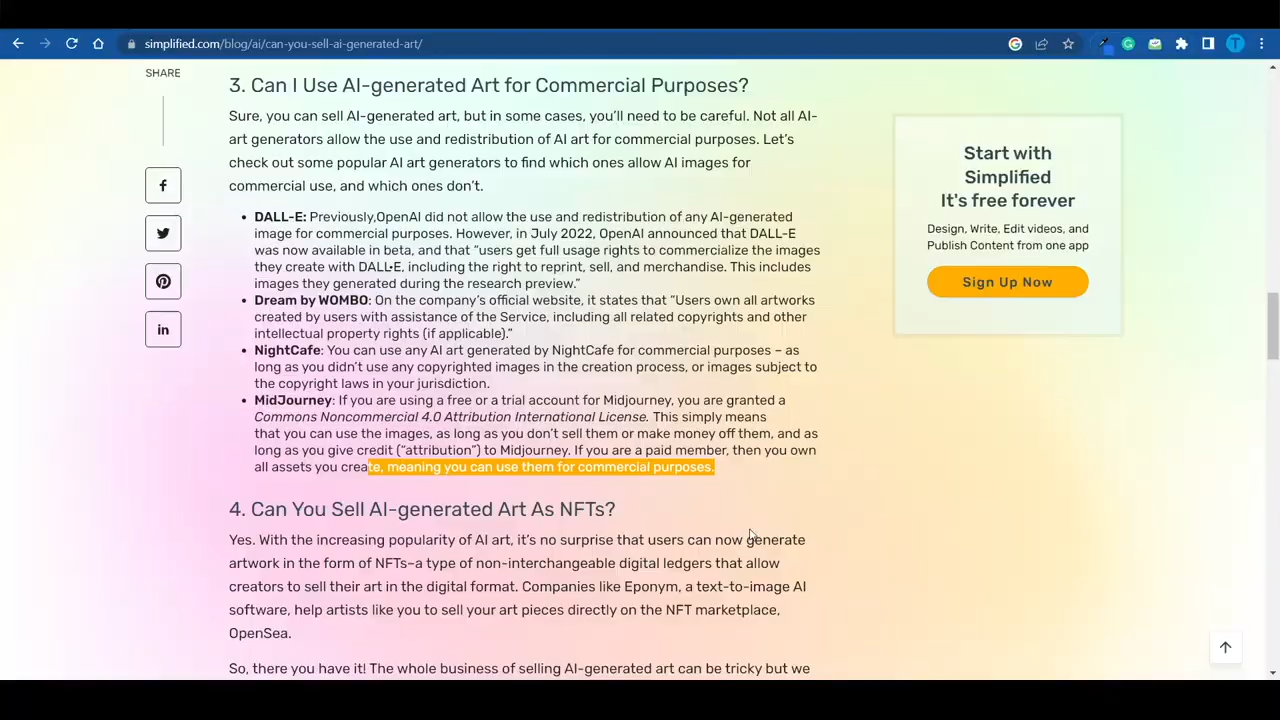 simplified.com/blog/ai/can-you-sell-ai-generated-art/
T
SHARE
3. Can I Use AI-generated Art for Commercial Purposes?
Sure, you can sell AI-generated art, but in some cases, you’ll need to be careful. Not all AI-
art generators allow the use and redistribution of AI art for commercial purposes. Let’s
check out some popular AI art generators to find which ones allow AI images for
commercial use, and which ones don’t.
• DALL-E: Previously,OpenAI did not allow the use and redistribution of any AI-generated
image for commercial purposes. However, in July 2022, OpenAI announced that DALL-E
was now available in beta, and that “users get full usage rights to commercialize the images
they create with DALL·E, including the right to reprint, sell, and merchandise. This includes
images they generated during the research preview.”
• Dream by WOMBO: On the company’s official website, it states that “Users own all artworks
created by users with assistance of the Service, including all related copyrights and other
intellectual property rights (if applicable).”
• NightCafe: You can use any AI art generated by NightCafe for commercial purposes – as
long as you didn’t use any copyrighted images in the creation process, or images subject to
the copyright laws in your jurisdiction.
• MidJourney: If you are using a free or a trial account for Midjourney, you are granted a
Commons Noncommercial 4.0 Attribution International License. This simply means
that you can use the images, as long as you don’t sell them or make money off them, and as
long as you give credit (“attribution”) to Midjourney. If you are a paid member, then you own
all assets you create, meaning you can use them for commercial purposes.
4. Can You Sell AI-generated Art As NFTs?
Yes. With the increasing popularity of AI art, it’s no surprise that users can now generate
artwork in the form of NFTs–a type of non-interchangeable digital ledgers that allow
creators to sell their art in the digital format. Companies like Eponym, a text-to-image AI
software, help artists like you to sell your art pieces directly on the NFT marketplace,
OpenSea.
So, there you have it! The whole business of selling AI-generated art can be tricky but we
Start with
Simplified
It's free forever
Design, Write, Edit videos, and
Publish Content from one app
Sign Up Now